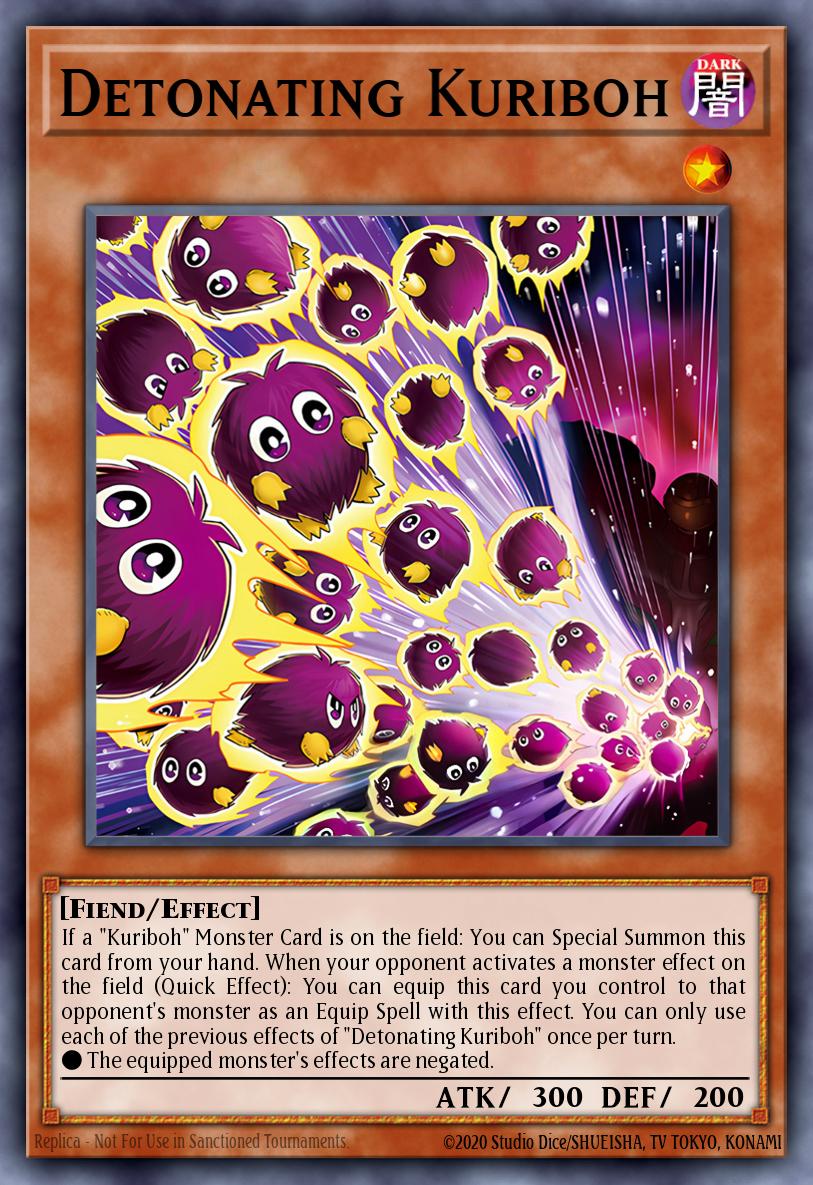 DETONATING KURIBOH
DARK
闇
[FIEND/EFFECT]
If a "Kuriboh" Monster Card is on the field: You can Special Summon this
card from your hand. When your opponent activates a monster effect on
the field (Quick Effect): You can equip this card you control to that
opponent's monster as an Equip Spell with this effect. You can only use
each of the previous effects of "Detonating Kuriboh" once per turn.
● The equipped monster's effects are negated.
ATK/ 300 DEF/ 200
Replica - Not For Use in Sanctioned Tournaments.
©2020 Studio Dice/SHUEISHA, TV TOKYO, KONAMI